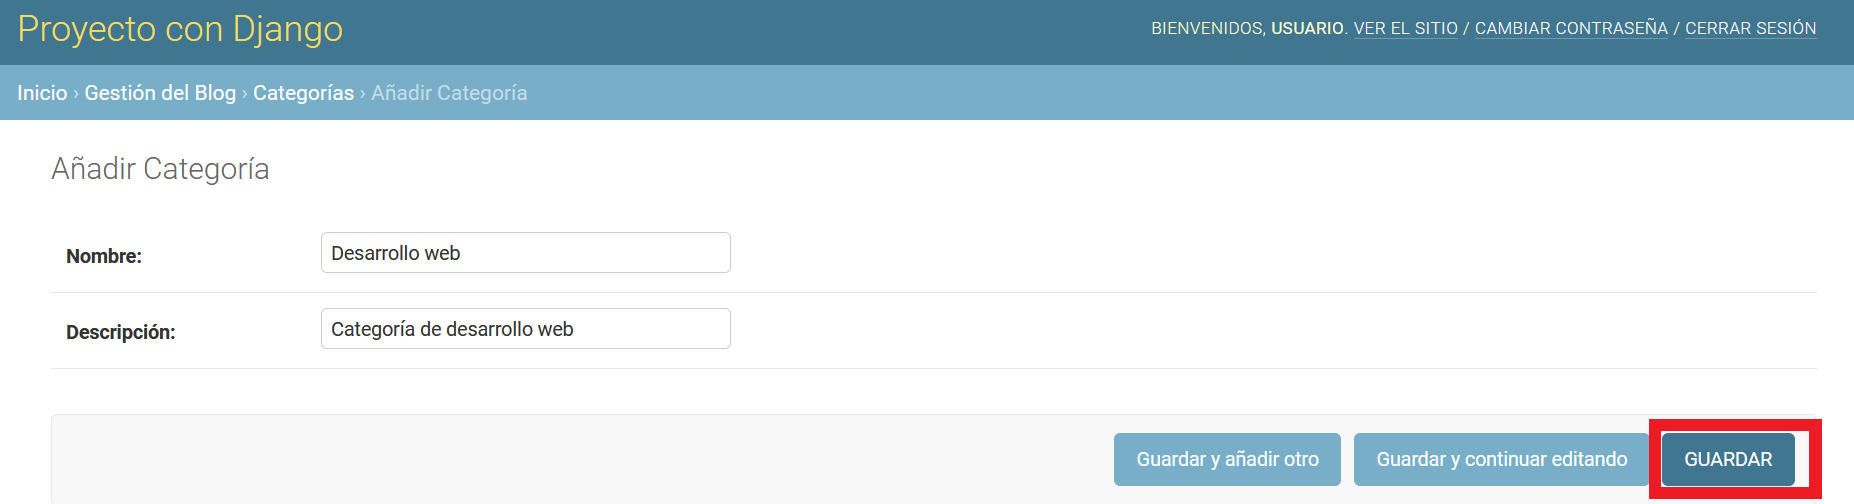 Proyecto con Django
BIENVENIDOS, USUARIO. VER EL SITIO / CAMBIAR CONTRASEÑA / CERRAR SESIÓN
Inicio › Gestión del Blog › Categorías › Añadir Categoría
Añadir Categoría
Nombre: Desarrollo web
Descripción: Categoría de desarrollo web
Guardar y añadir otro Guardar y continuar editando GUARDAR